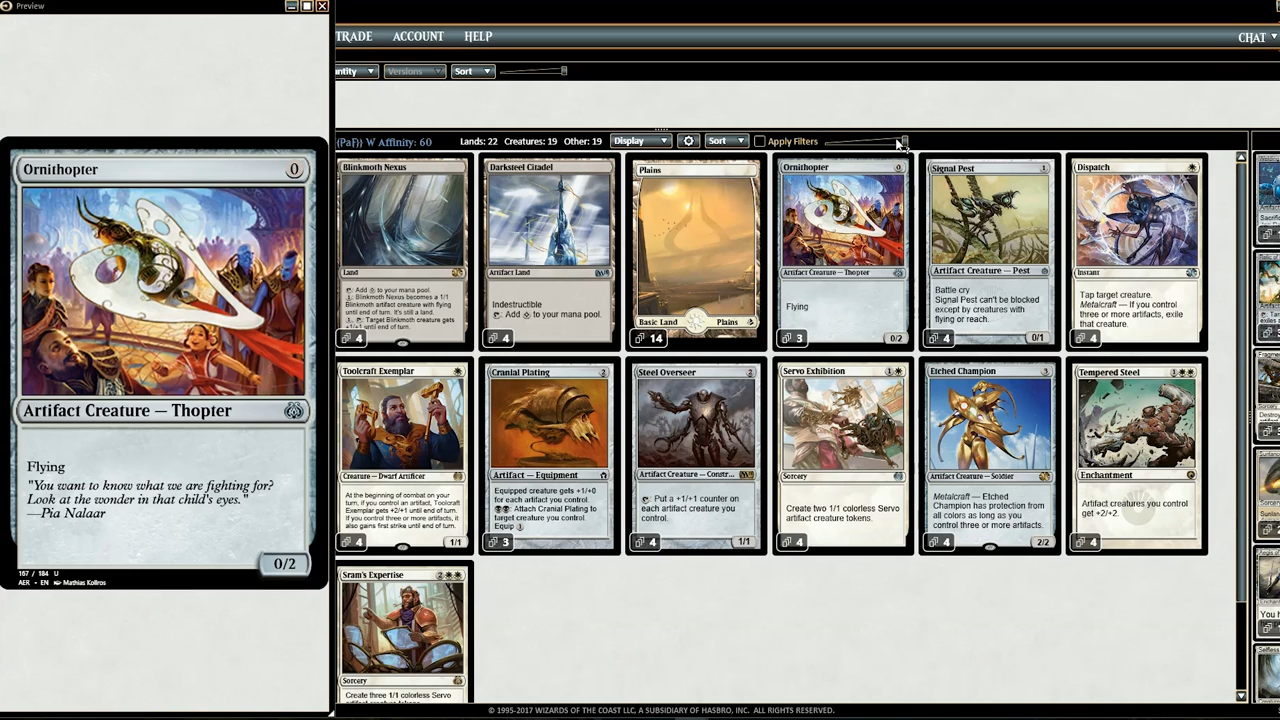 Preview
TRADE ACCOUNT HELP CHAT
ntity Versions Sort
{PaF}} W Affinity: 60 Lands: 22 Creatures: 19 Other: 19 Display Sort Apply Filters
Ornithopter 0
Artifact Creature — Thopter
Flying
"You want to know what we are fighting for?
Look at the wonder in that child's eyes."
—Pia Nalaar
0/2
167 / 184 U
AER • EN Mathias Kollros
Blinkmoth Nexus
Land
: Add to your mana pool.
1: Blinkmoth Nexus becomes a 1/1
Blinkmoth artifact creature with flying
until end of turn. It's still a land.
1, : Target Blinkmoth creature gets
+1/+1 until end of turn.
4
Darksteel Citadel
Artifact Land
Indestructible
: Add to your mana pool.
4
Plains
Basic Land Plains
14
Ornithopter 0
Artifact Creature — Thopter
Flying
3
0/2
Signal Pest 1
Artifact Creature — Pest
Battle cry
Signal Pest can't be blocked
except by creatures with
flying or reach.
4
0/1
Dispatch
Instant
Tap target creature.
Metalcraft — If you control
three or more artifacts, exile
that creature.
4
Toolcraft Exemplar
Creature — Dwarf Artificer
At the beginning of combat on your
turn, if you control an artifact, Toolcraft
Exemplar gets +2/+1 until end of turn.
If you control three or more artifacts, it
also gains first strike until end of turn.
4
1/1
Cranial Plating 2
Artifact — Equipment
Equipped creature gets +1/+0
for each artifact you control.
: Attach Cranial Plating to
target creature you control.
Equip 1
3
Steel Overseer 2
Artifact Creature — Constr...
: Put a +1/+1 counter on
each artifact creature you
control.
4
1/1
Servo Exhibition 1
Sorcery
Create two 1/1 colorless Servo
artifact creature tokens.
4
Etched Champion 3
Artifact Creature — Soldier
Metalcraft — Etched
Champion has protection from
all colors as long as you
control three or more artifacts.
4
2/2
Tempered Steel 1
Enchantment
Artifact creatures you control
get +2/+2.
4
Sram's Expertise 2
Sorcery
Create three 1/1 colorless Servo
© 1995-2017 WIZARDS OF THE COAST LLC, A SUBSIDIARY OF HASBRO, INC. ALL RIGHTS RESERVED.